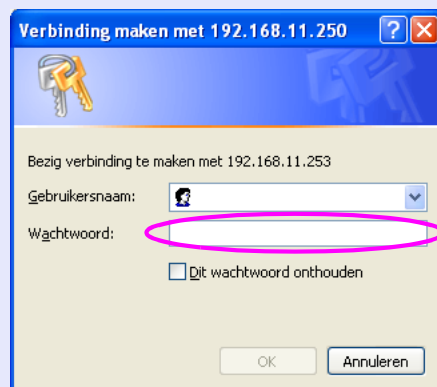 Verbinding maken met 192.168.11.250
Bezig verbinding te maken met 192.168.11.253
Gebruikersnaam:
Wachtwoord:
Dit wachtwoord onthouden
OK
Annuleren